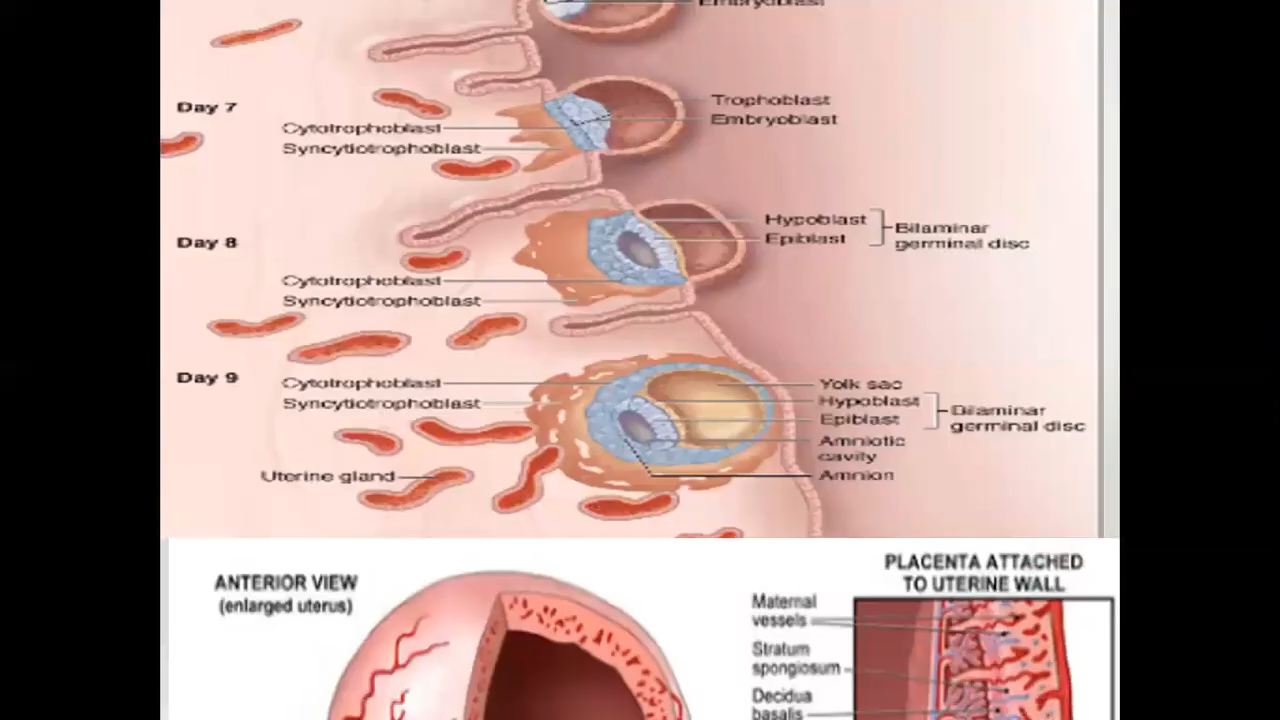 Embryoblast
Day 7
Trophoblast
Embryoblast
Cytotrophoblast
Syncytiotrophoblast
Day 8
Hypoblast
Epiblast
Bilaminar
germinal disc
Cytotrophoblast
Syncytiotrophoblast
Day 9
Cytotrophoblast
Syncytiotrophoblast
Yolk sac
Hypoblast
Epiblast
Bilaminar
germinal disc
Amniotic
cavity
Amnion
Uterine gland
ANTERIOR VIEW
(enlarged uterus)
PLACENTA ATTACHED
TO UTERINE WALL
Maternal
vessels
Stratum
spongiosum
Decidua
basalis